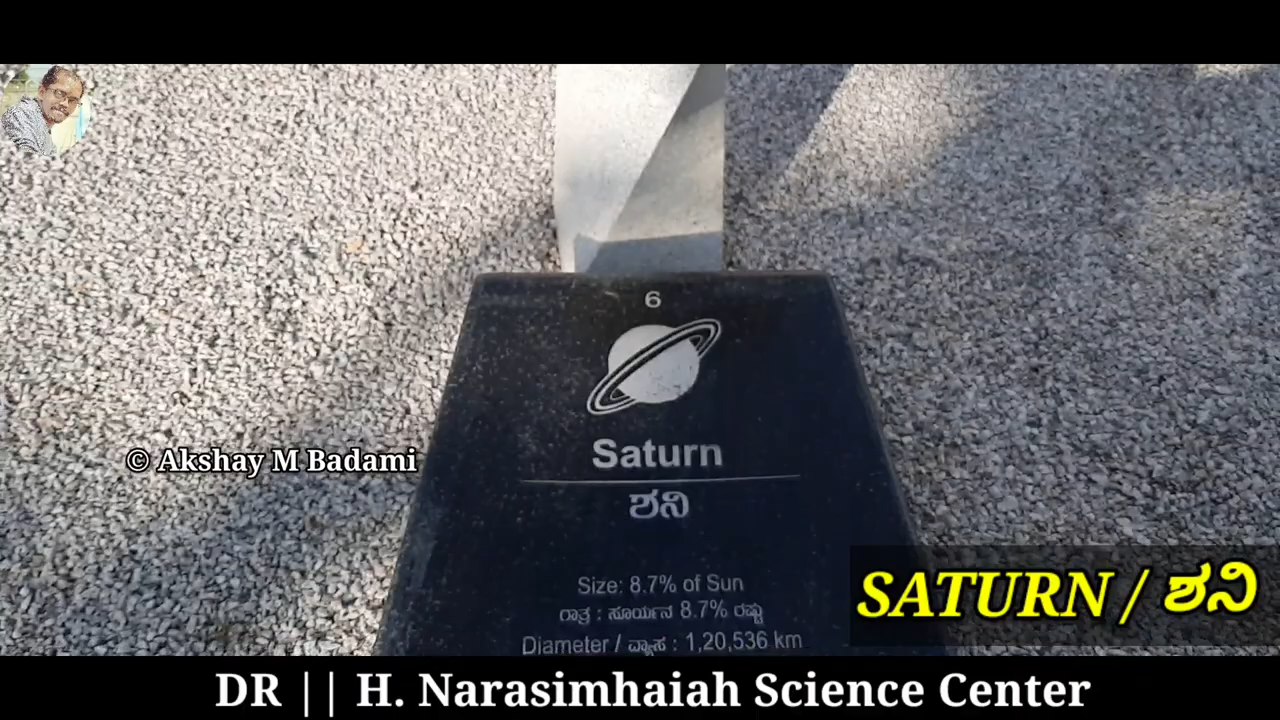 6
Saturn
ಶನಿ
Size: 8.7% of Sun
ಗಾತ್ರ : ಸೂರ್ಯನ 8.7% ರಷ್ಟು
Diameter / ವ್ಯಾಸ : 1,20,536 km
© Akshay M Badami
SATURN / ಶನಿ
DR || H. Narasimhaiah Science Center